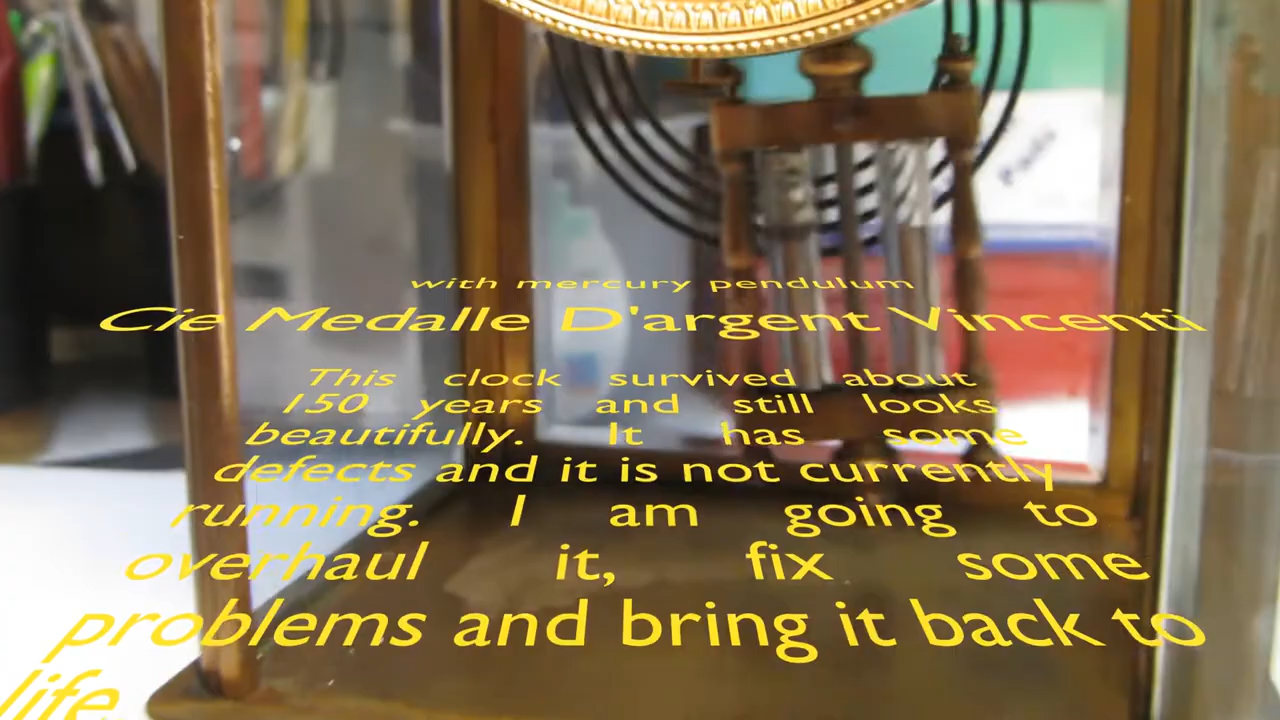 with mercury pendulum
Cie Medalle D'argent Vincenti
This clock survived about
150 years and still looks
beautifully. It has some
defects and it is not currently
running. I am going to
overhaul it, fix some
problems and bring it back to
life.